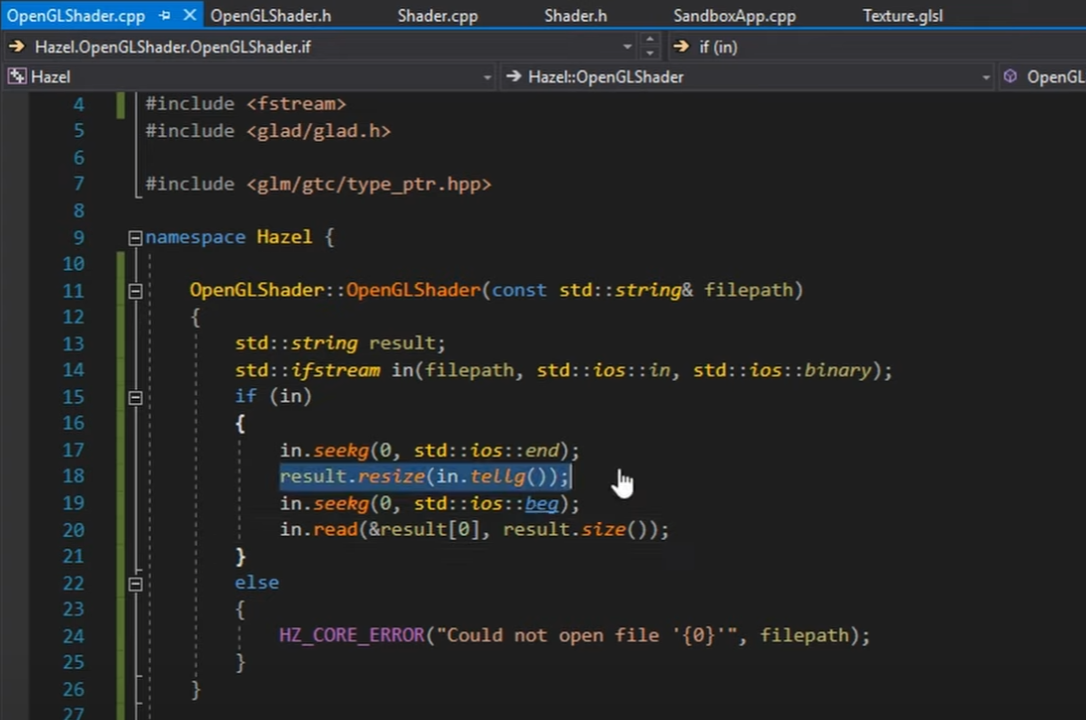 OpenGLShader.cpp OpenGLShader.h Shader.cpp Shader.h SandboxApp.cpp Texture.glsl
Hazel.OpenGLShader.OpenGLShader.if if (in)
Hazel Hazel::OpenGLShader OpenGL
4 #include <fstream>
5 #include <glad/glad.h>
6
7 #include <glm/gtc/type_ptr.hpp>
8
9 namespace Hazel {
10
11 OpenGLShader::OpenGLShader(const std::string& filepath)
12 {
13 std::string result;
14 std::ifstream in(filepath, std::ios::in, std::ios::binary);
15 if (in)
16 {
17 in.seekg(0, std::ios::end);
18 result.resize(in.tellg());
19 in.seekg(0, std::ios::beg);
20 in.read(&result[0], result.size());
21 }
22 else
23 {
24 HZ_CORE_ERROR("Could not open file '{0}'", filepath);
25 }
26 }
27